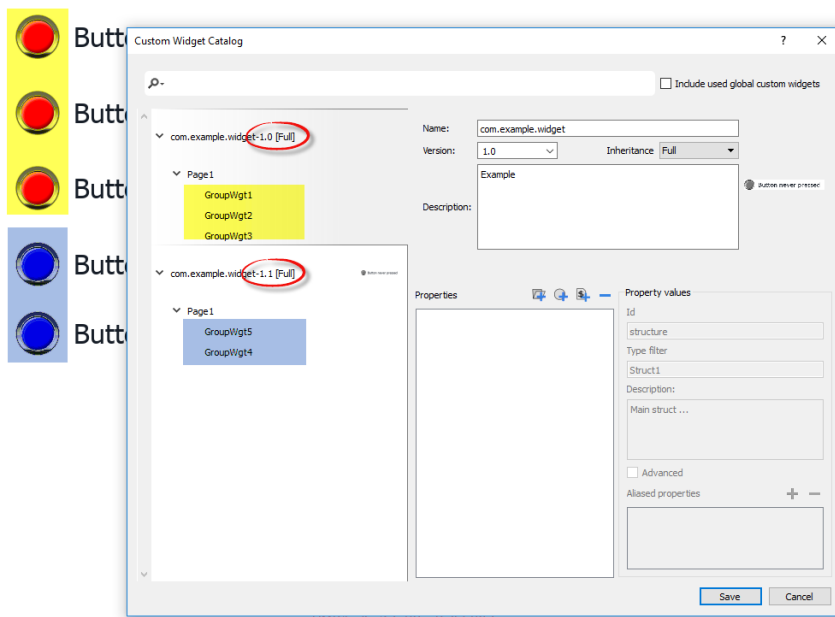 Butt
Custom Widget Catalog
?
Include used global custom widgets
Butt
com.example.widget-1.0 [Full]
Name:
com.example.widget
Version:
1.0
Inheritance
Full
Page1
Example
Butt
GroupWgt1
Button never pressed
GroupWgt2
Description:
GroupWgt3
Butt
com.example.widget-1.1 [Full]
Button never pressed
Properties
Property values
Page1
Id
Butt
GroupWgt5
structure
GroupWgt4
Type filter
Struct1
Description:
Main struct ...
Advanced
Aliased properties
Save
Cancel